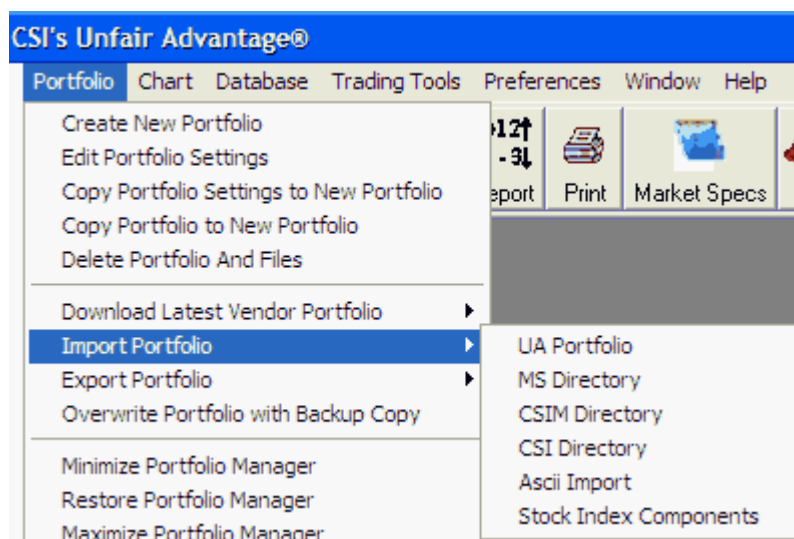 CSI's Unfair Advantage®
Portfolio Chart Database Trading Tools Preferences Window Help
Create New Portfolio
Edit Portfolio Settings
Copy Portfolio Settings to New Portfolio
Copy Portfolio to New Portfolio
Delete Portfolio And Files
Print Market Specs
Download Latest Vendor Portfolio
Import Portfolio
Export Portfolio
Overwrite Portfolio with Backup Copy
Minimize Portfolio Manager
Restore Portfolio Manager
Maximize Portfolio Manager
UA Portfolio
MS Directory
CSIM Directory
CSI Directory
Ascii Import
Stock Index Components